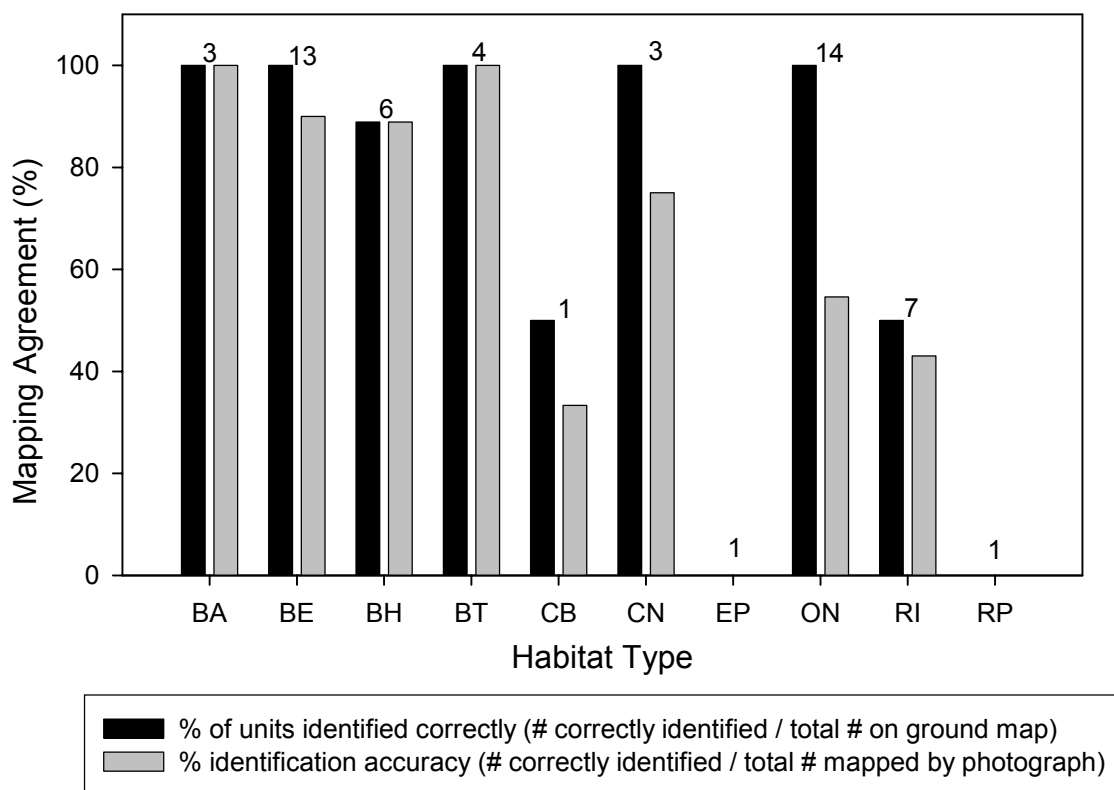 3 13 6 4 1 3 1 14 7 1
100
80
60
40
20
0
Mapping Agreement (%)
BA BE BH BT CB CN EP ON RI RP
Habitat Type
% of units identified correctly (# correctly identified / total # on ground map)
% identification accuracy (# correctly identified / total # mapped by photograph)